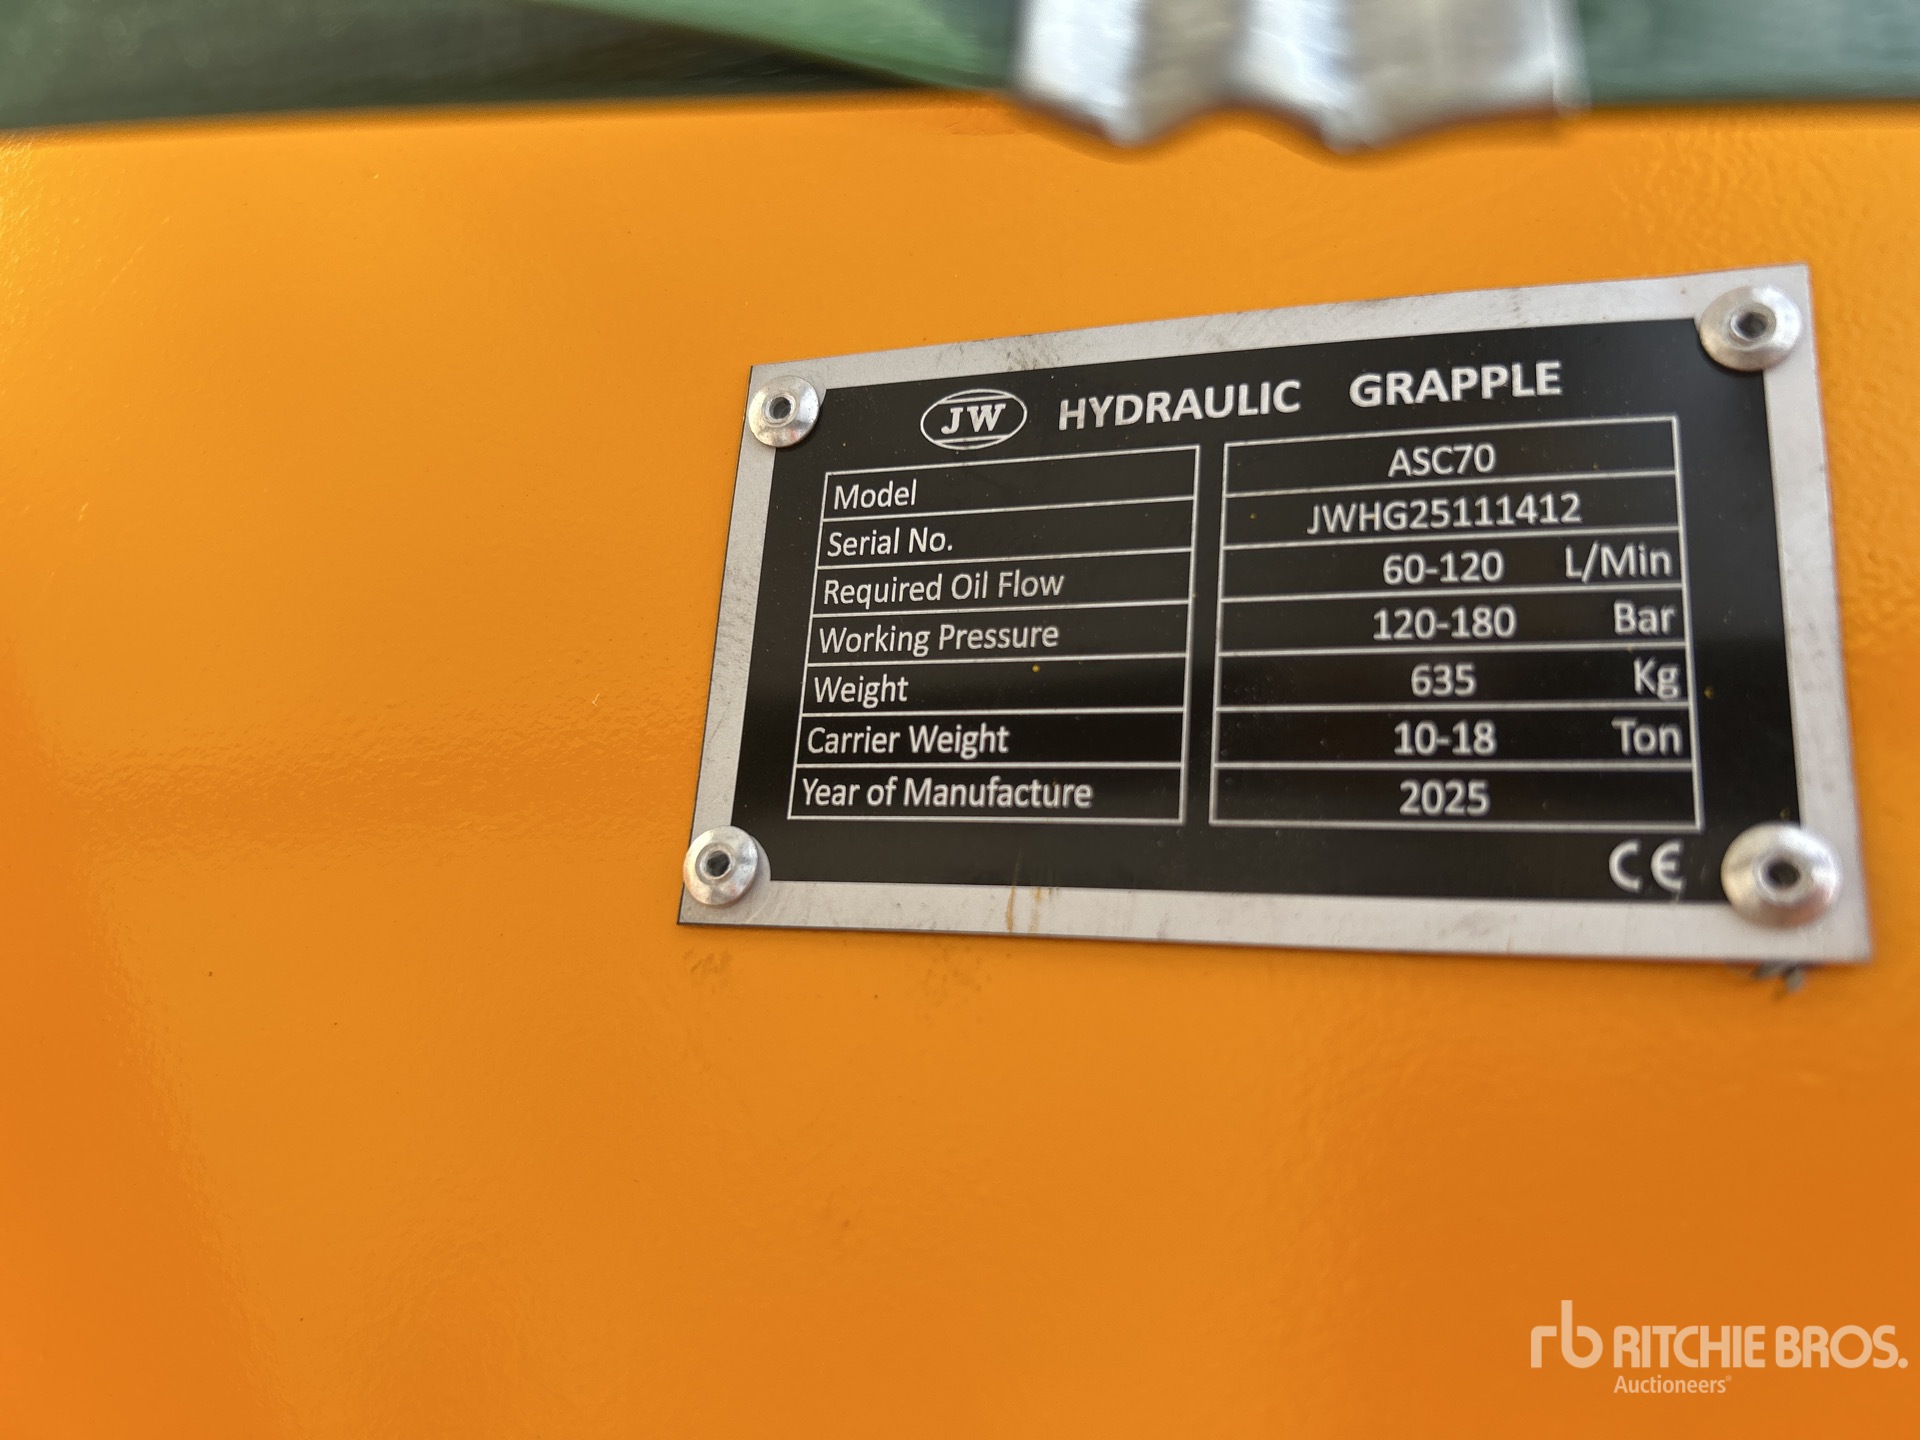 JW HYDRAULIC GRAPPLE
Model ASC70
Serial No. JWHG25111412
Required Oil Flow 60-120 L/Min
Working Pressure 120-180 Bar
Weight 635 Kg
Carrier Weight 10-18 Ton
Year of Manufacture 2025
CE
rb RITCHIE BROS.
Auctioneers®